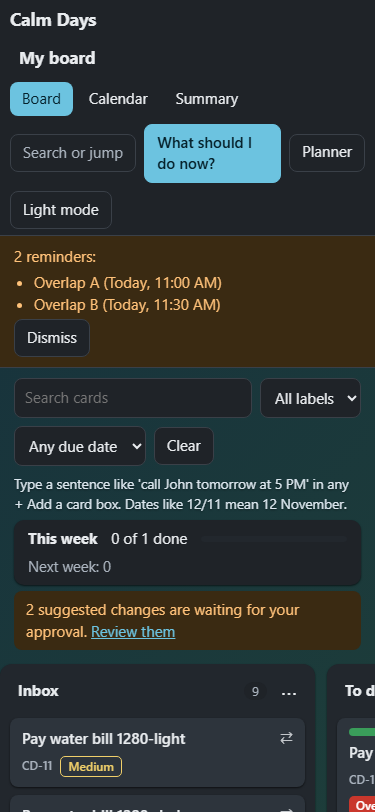 Calm Days
My board
Board Calendar Summary
Search or jump
What should I
do now?
Planner
Light mode
2 reminders:
• Overlap A (Today, 11:00 AM)
• Overlap B (Today, 11:30 AM)
Dismiss
Search cards
All labels
Any due date
Clear
Type a sentence like 'call John tomorrow at 5 PM' in any
+ Add a card box. Dates like 12/11 mean 12 November.
This week 0 of 1 done
Next week: 0
2 suggested changes are waiting for your
approval. Review them
Inbox 9 ...
To d
Pay water bill 1280-light
CD-11 Medium
Pay
CD-1
Ove